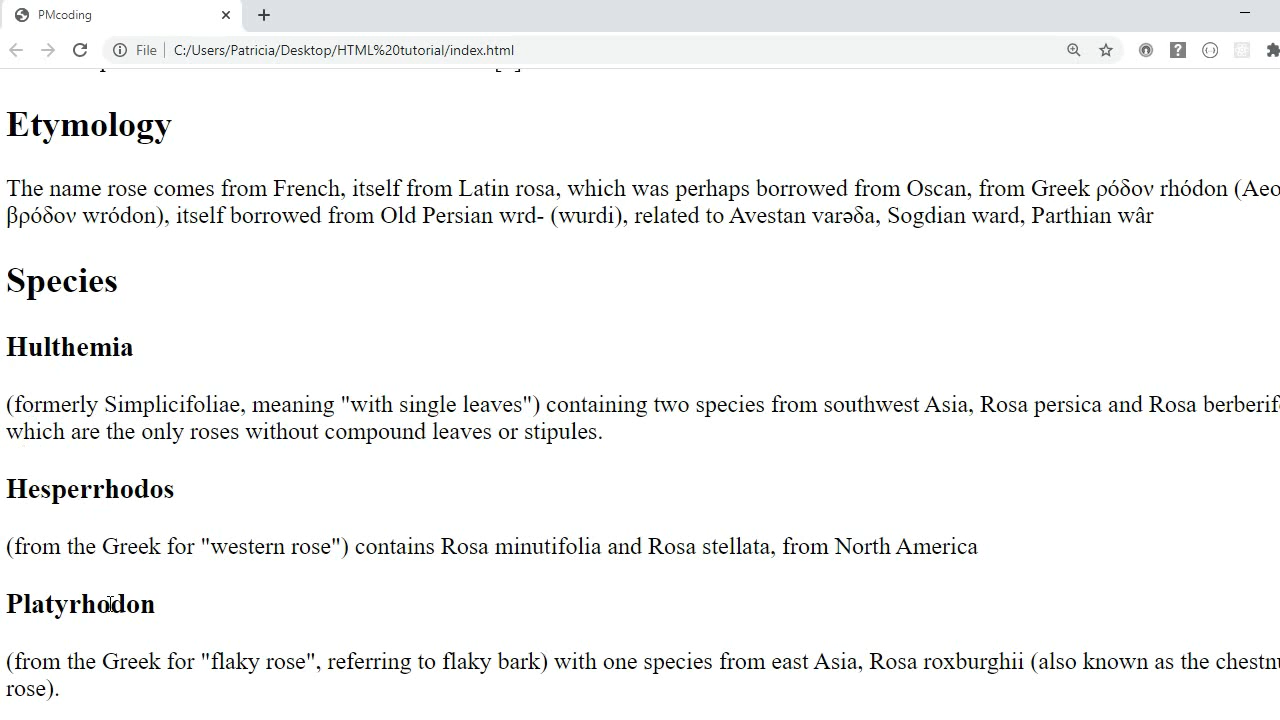 PMcoding
File C:/Users/Patricia/Desktop/HTML%20tutorial/index.html
Etymology
The name rose comes from French, itself from Latin rosa, which was perhaps borrowed from Oscan, from Greek ρόδον rhódon (Aeo
βρόδον wródon), itself borrowed from Old Persian wrd- (wurdi), related to Avestan varəδa, Sogdian ward, Parthian wâr
Species
Hulthemia
(formerly Simplicifoliae, meaning "with single leaves") containing two species from southwest Asia, Rosa persica and Rosa berberif
which are the only roses without compound leaves or stipules.
Hesperrhodos
(from the Greek for "western rose") contains Rosa minutifolia and Rosa stellata, from North America
Platyrhodon
(from the Greek for "flaky rose", referring to flaky bark) with one species from east Asia, Rosa roxburghii (also known as the chestn
rose).